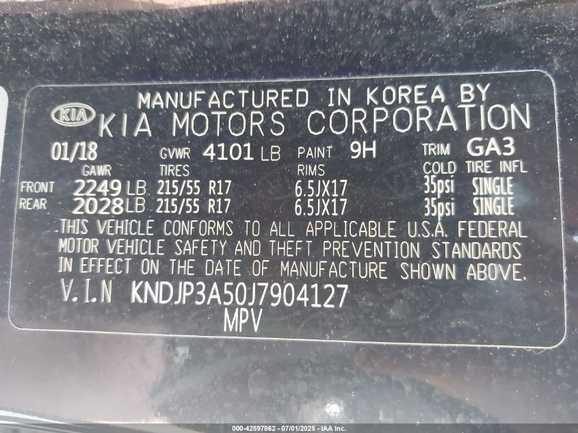 MANUFACTURED IN KOREA BY
KIA KIA MOTORS CORPORATION
01/18 GVWR 4101 LB PAINT 9H TRIM GA3
GAWR TIRES RIMS COLD TIRE INFL
FRONT 2249 LB 215/55 R17 6.5JX17 35psi SINGLE
REAR 2028 LB 215/55 R17 6.5JX17 35psi SINGLE
THIS VEHICLE CONFORMS TO ALL APPLICABLE U.S.A. FEDERAL
MOTOR VEHICLE SAFETY AND THEFT PREVENTION STANDARDS
IN EFFECT ON THE DATE OF MANUFACTURE SHOWN ABOVE.
V.I.N KNDJP3A50J7904127
MPV
000-42597862 - 07/01/2025 - IAA Inc.